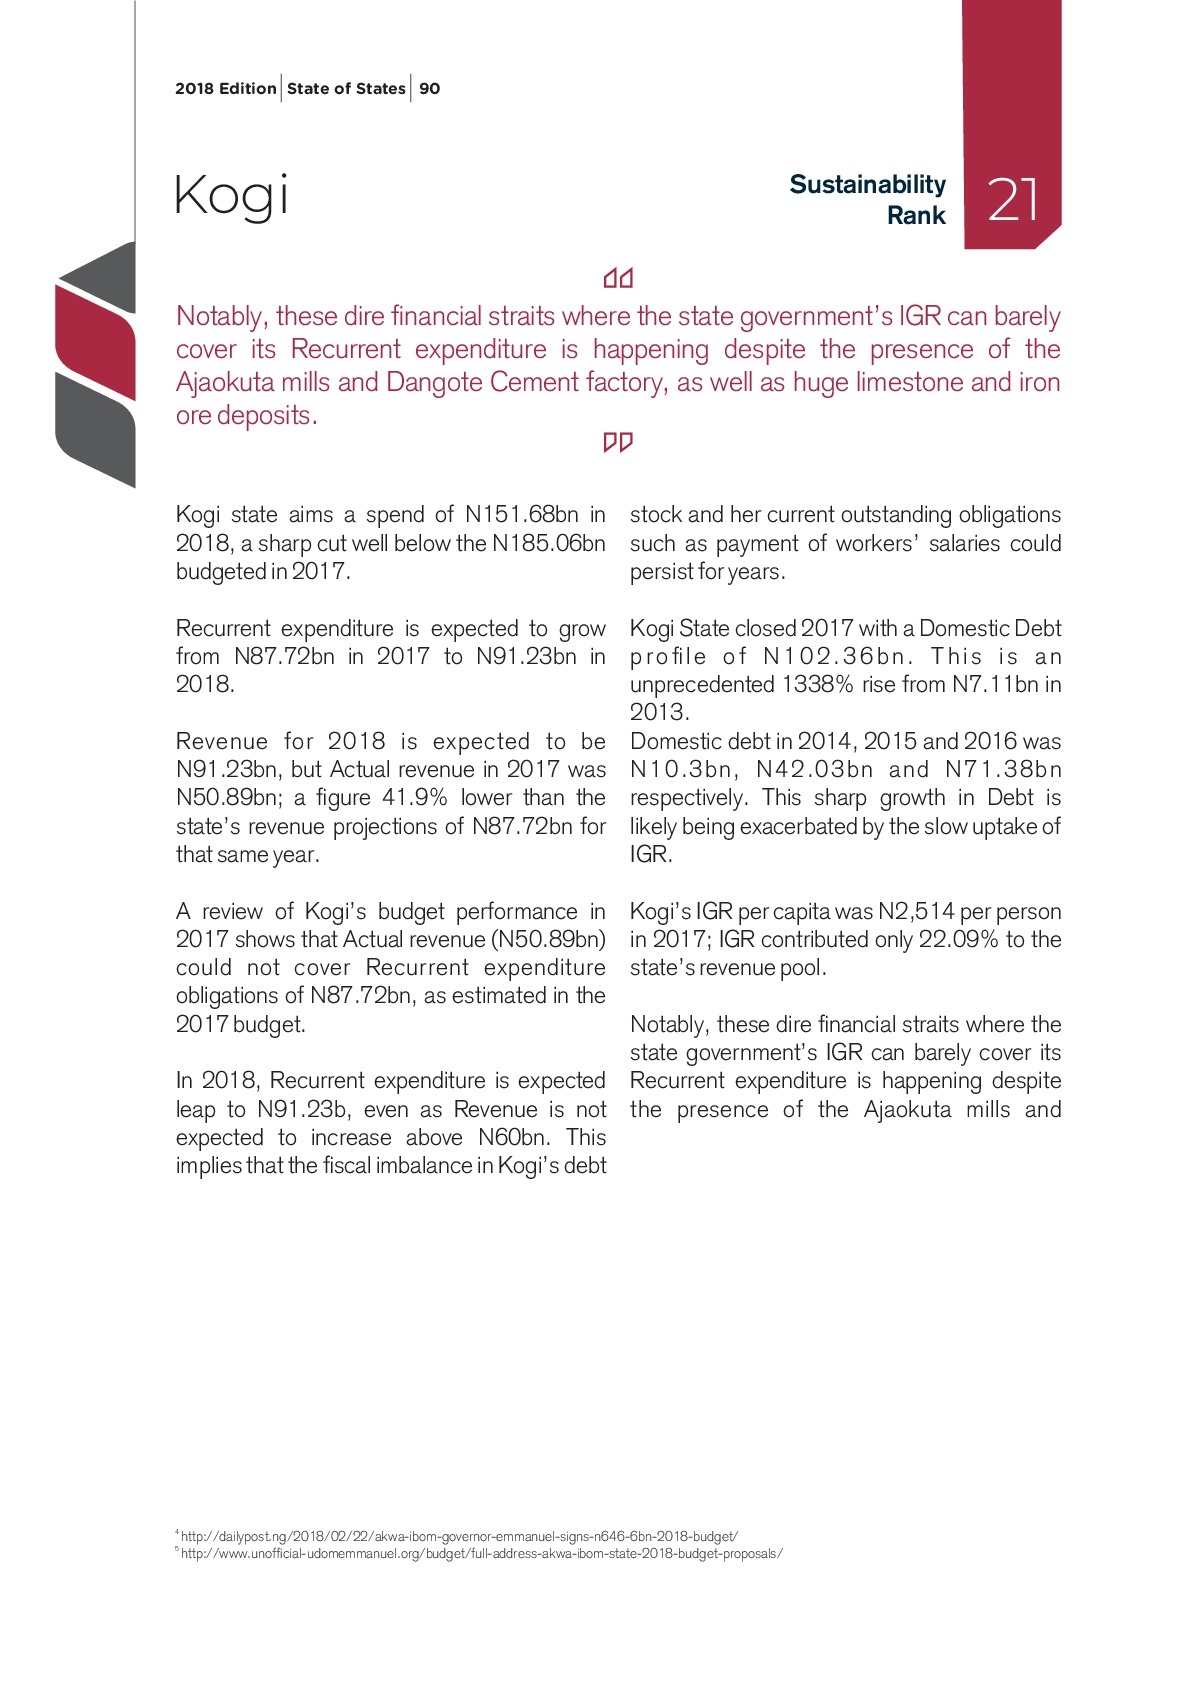 2018 Edition | State of States | 90
Kogi
Sustainability
Rank
21
Notably, these dire financial straits where the state government's IGR can barely
cover its Recurrent expenditure is happening despite the presence of the
Ajaokuta mills and Dangote Cement factory, as well as huge limestone and iron
ore deposits.
Kogi state aims a spend of N151.68bn in
2018, a sharp cut well below the N185.06bn
budgeted in 2017.
Recurrent expenditure is expected to grow
from N87.72bn in 2017 to N91.23bn in
2018.
Revenue for 2018 is expected to be
N91.23bn, but Actual revenue in 2017 was
N50.89bn; a figure 41.9% lower than the
state's revenue projections of N87.72bn for
that same year.
A review of Kogi's budget performance in
2017 shows that Actual revenue (N50.89bn)
could not cover Recurrent expenditure
obligations of N87.72bn, as estimated in the
2017 budget.
In 2018, Recurrent expenditure is expected
leap to N91.23b, even as Revenue is not
expected to increase above N60bn. This
implies that the fiscal imbalance in Kogi's debt
stock and her current outstanding obligations
such as payment of workers' salaries could
persist for years.
Kogi State closed 2017 with a Domestic Debt
profile of N102.36bn. This is an
unprecedented 1338% rise from N7.11bn in
2013.
Domestic debt in 2014, 2015 and 2016 was
N10.3bn, N42.03bn and N71.38bn
respectively. This sharp growth in Debt is
likely being exacerbated by the slow uptake of
IGR.
Kogi's IGR per capita was N2,514 per person
in 2017; IGR contributed only 22.09% to the
state's revenue pool.
Notably, these dire financial straits where the
state government's IGR can barely cover its
Recurrent expenditure is happening despite
the presence of the Ajaokuta mills and
4 http://dailypost.ng/2018/02/22/akwa-ibom-governor-emmanuel-signs-n646-6bn-2018-budget/
5 http://www.unofficial-udomemmanuel.org/budget/full-address-akwa-ibom-state-2018-budget-proposals/